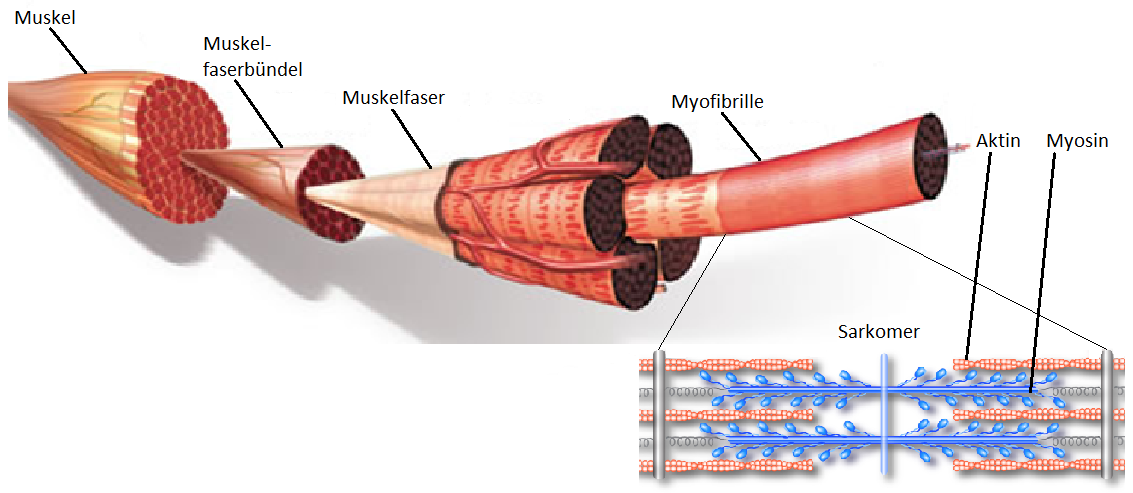 Muskel
Muskel-
faserbündel
Muskelfaser
Myofibrille
Aktin
Myosin
Sarkomer